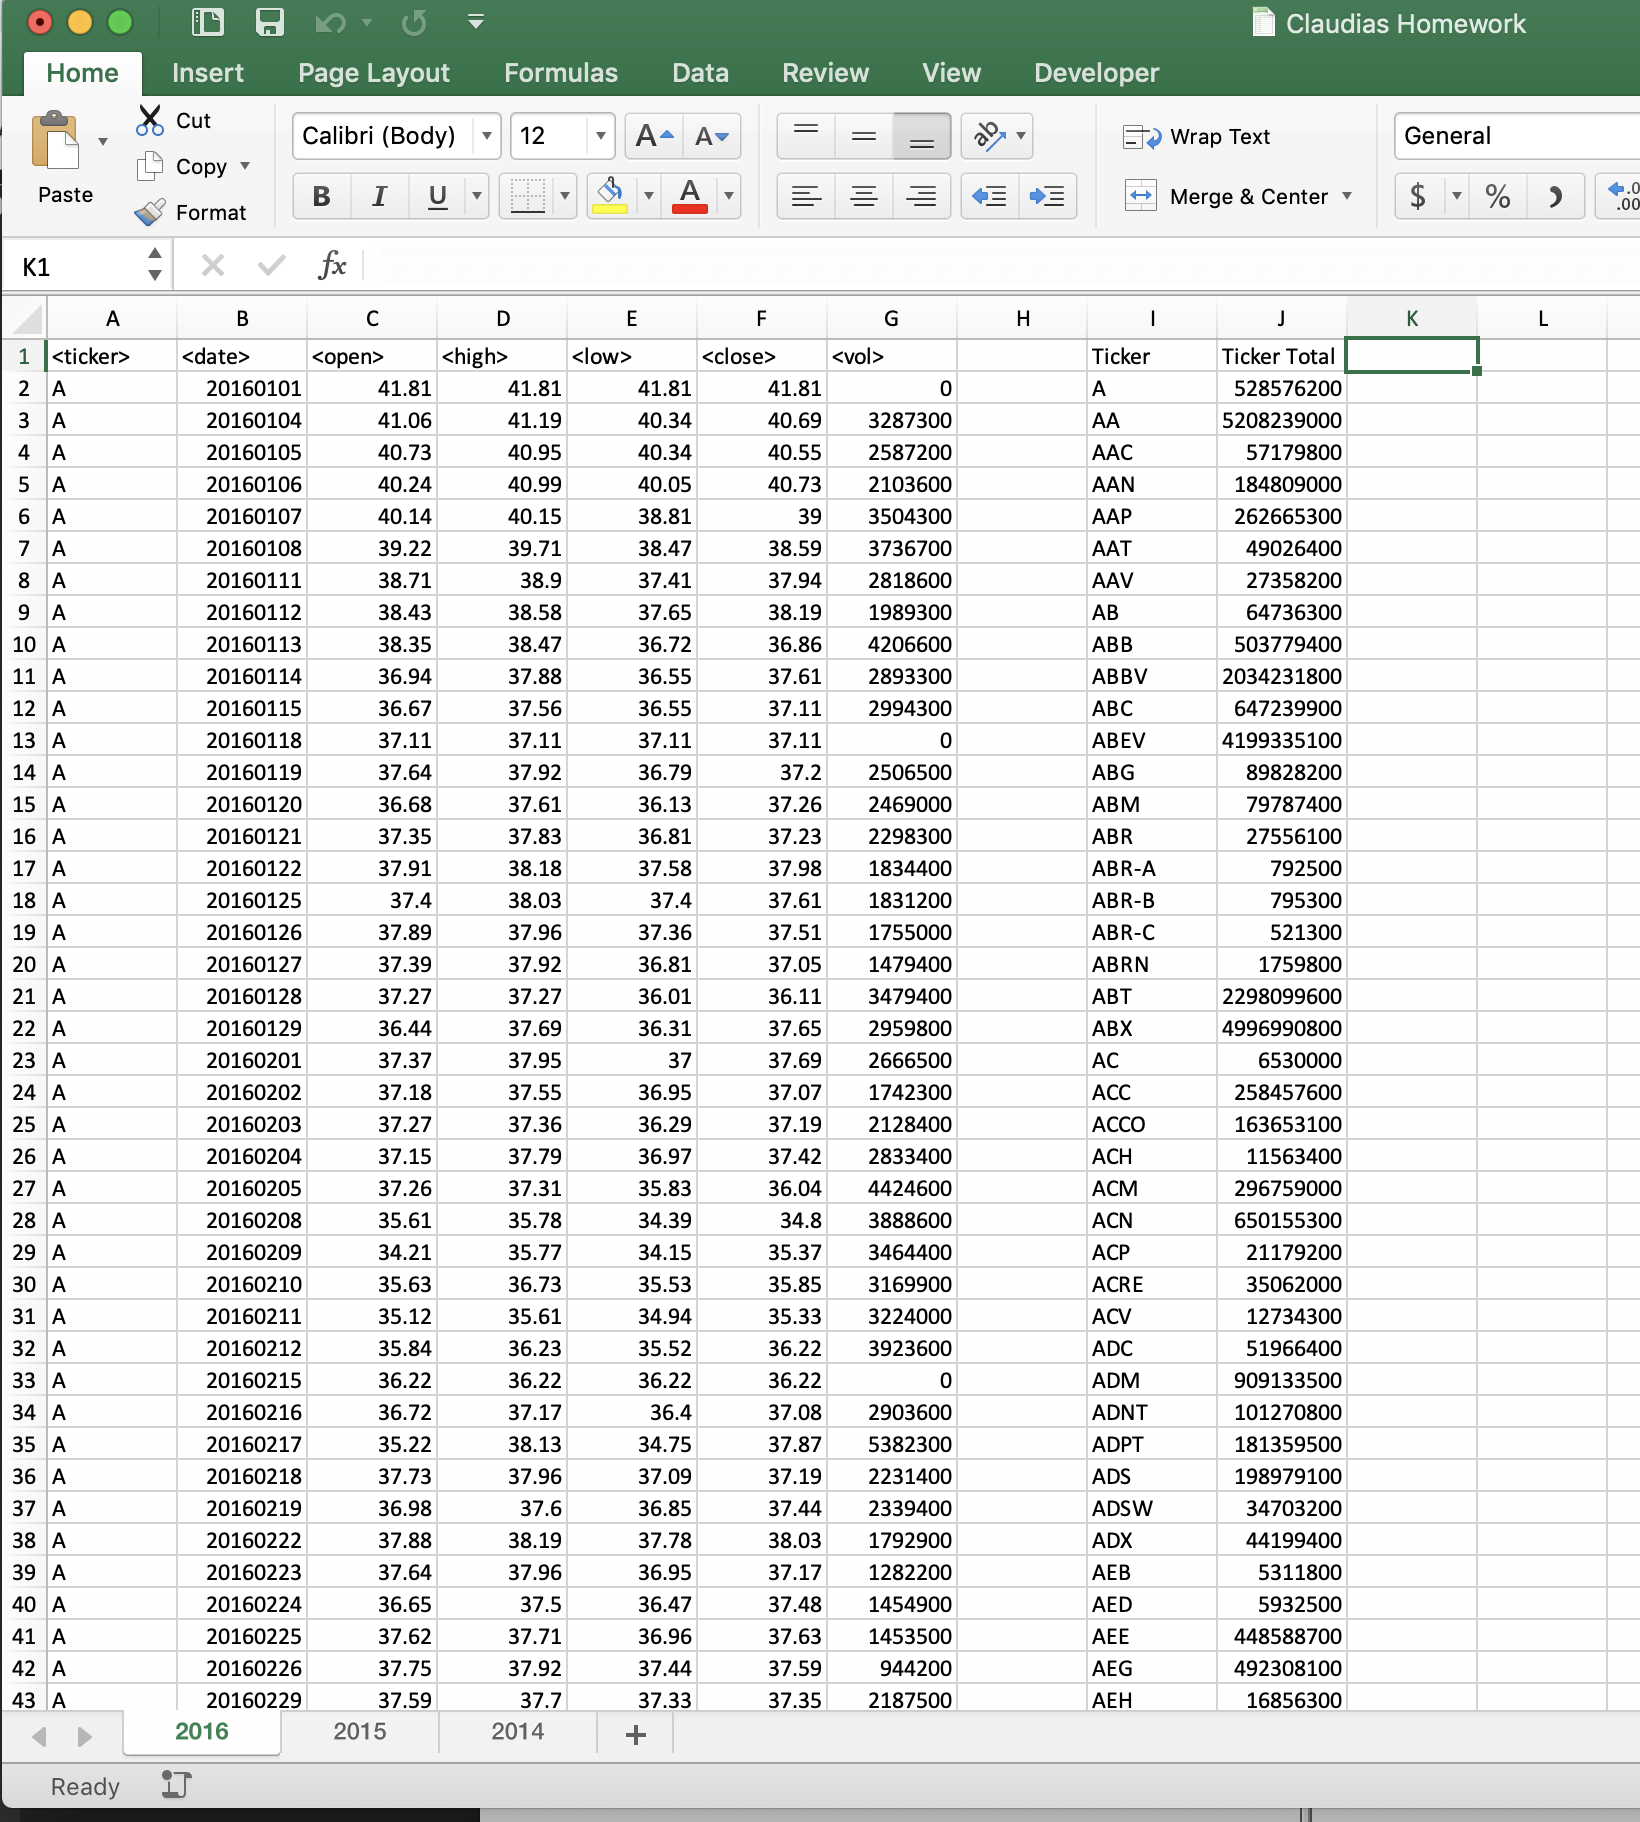 Claudias Homework
Home Insert Page Layout Formulas Data Review View Developer
Paste
Cut
Copy
Format
Calibri (Body) 12 A A
B I U A
ab
Wrap Text
Merge & Center
General
$ % .0 .00
K1 fx
A B C D E F G H I J K L
1 <ticker> <date> <open> <high> <low> <close> <vol> Ticker Ticker Total
2 A 20160101 41.81 41.81 41.81 41.81 0 A 528576200
3 A 20160104 41.06 41.19 40.34 40.69 3287300 AA 5208239000
4 A 20160105 40.73 40.95 40.34 40.55 2587200 AAC 57179800
5 A 20160106 40.24 40.99 40.05 40.73 2103600 AAN 184809000
6 A 20160107 40.14 40.15 38.81 39 3504300 AAP 262665300
7 A 20160108 39.22 39.71 38.47 38.59 3736700 AAT 49026400
8 A 20160111 38.71 38.9 37.41 37.94 2818600 AAV 27358200
9 A 20160112 38.43 38.58 37.65 38.19 1989300 AB 64736300
10 A 20160113 38.35 38.47 36.72 36.86 4206600 ABB 503779400
11 A 20160114 36.94 37.88 36.55 37.61 2893300 ABBV 2034231800
12 A 20160115 36.67 37.56 36.55 37.11 2994300 ABC 647239900
13 A 20160118 37.11 37.11 37.11 37.11 0 ABEV 4199335100
14 A 20160119 37.64 37.92 36.79 37.2 2506500 ABG 89828200
15 A 20160120 36.68 37.61 36.13 37.26 2469000 ABM 79787400
16 A 20160121 37.35 37.83 36.81 37.23 2298300 ABR 27556100
17 A 20160122 37.91 38.18 37.58 37.98 1834400 ABR-A 792500
18 A 20160125 37.4 38.03 37.4 37.61 1831200 ABR-B 795300
19 A 20160126 37.89 37.96 37.36 37.51 1755000 ABR-C 521300
20 A 20160127 37.39 37.92 36.81 37.05 1479400 ABRN 1759800
21 A 20160128 37.27 37.27 36.01 36.11 3479400 ABT 2298099600
22 A 20160129 36.44 37.69 36.31 37.65 2959800 ABX 4996990800
23 A 20160201 37.37 37.95 37 37.69 2666500 AC 6530000
24 A 20160202 37.18 37.55 36.95 37.07 1742300 ACC 258457600
25 A 20160203 37.27 37.36 36.29 37.19 2128400 ACCO 163653100
26 A 20160204 37.15 37.79 36.97 37.42 2833400 ACH 11563400
27 A 20160205 37.26 37.31 35.83 36.04 4424600 ACM 296759000
28 A 20160208 35.61 35.78 34.39 34.8 3888600 ACN 650155300
29 A 20160209 34.21 35.77 34.15 35.37 3464400 ACP 21179200
30 A 20160210 35.63 36.73 35.53 35.85 3169900 ACRE 35062000
31 A 20160211 35.12 35.61 34.94 35.33 3224000 ACV 12734300
32 A 20160212 35.84 36.23 35.52 36.22 3923600 ADC 51966400
33 A 20160215 36.22 36.22 36.22 36.22 0 ADM 909133500
34 A 20160216 36.72 37.17 36.4 37.08 2903600 ADNT 101270800
35 A 20160217 35.22 38.13 34.75 37.87 5382300 ADPT 181359500
36 A 20160218 37.73 37.96 37.09 37.19 2231400 ADS 198979100
37 A 20160219 36.98 37.6 36.85 37.44 2339400 ADSW 34703200
38 A 20160222 37.88 38.19 37.78 38.03 1792900 ADX 44199400
39 A 20160223 37.64 37.96 36.95 37.17 1282200 AEB 5311800
40 A 20160224 36.65 37.5 36.47 37.48 1454900 AED 5932500
41 A 20160225 37.62 37.71 36.96 37.63 1453500 AEE 448588700
42 A 20160226 37.75 37.92 37.44 37.59 944200 AEG 492308100
43 A 20160229 37.59 37.7 37.33 37.35 2187500 AEH 16856300
2016 2015 2014 +
Ready